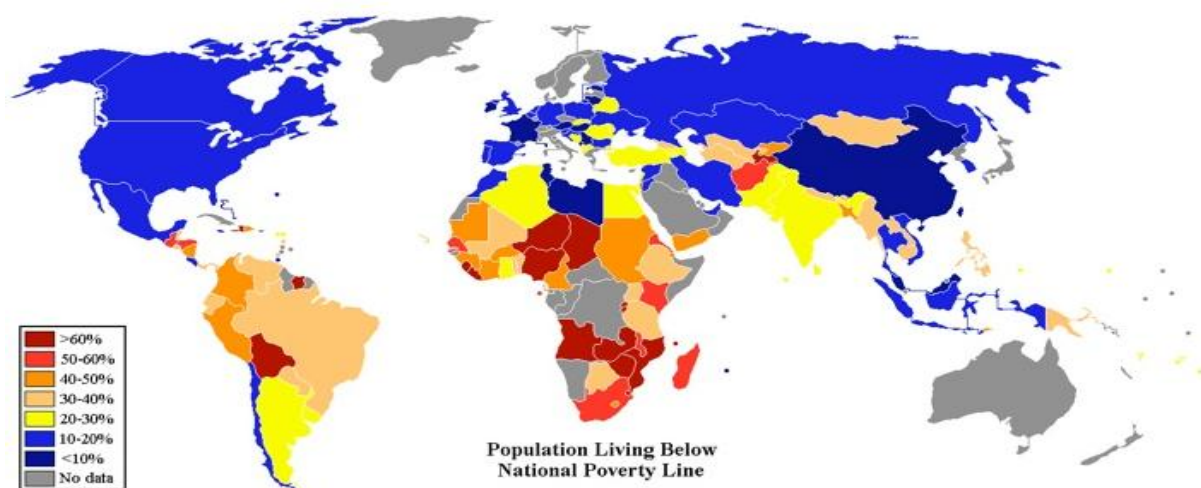 >60%
50-60%
40-50%
30-40%
20-30%
10-20%
<10%
No data
Population Living Below
National Poverty Line